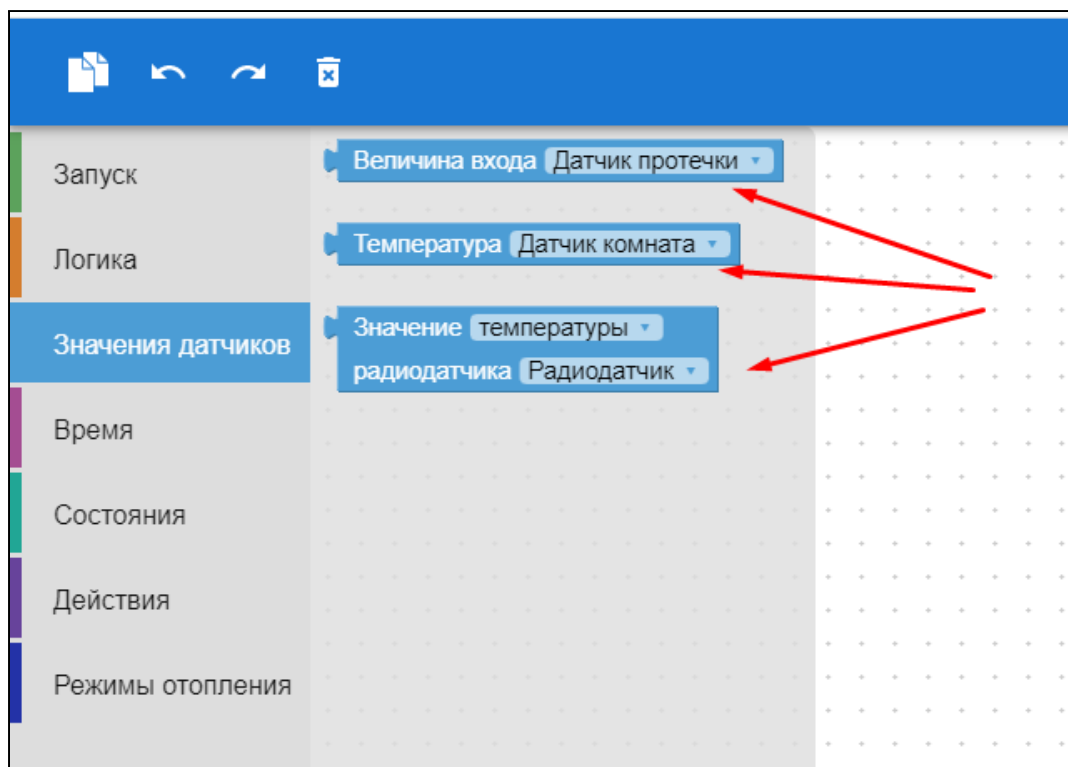 Запуск
Логика
Значения датчиков
Время
Состояния
Действия
Режимы отопления
Величина входа Датчик протечки
Температура Датчик комната
Значение температуры
радиодатчика Радиодатчик